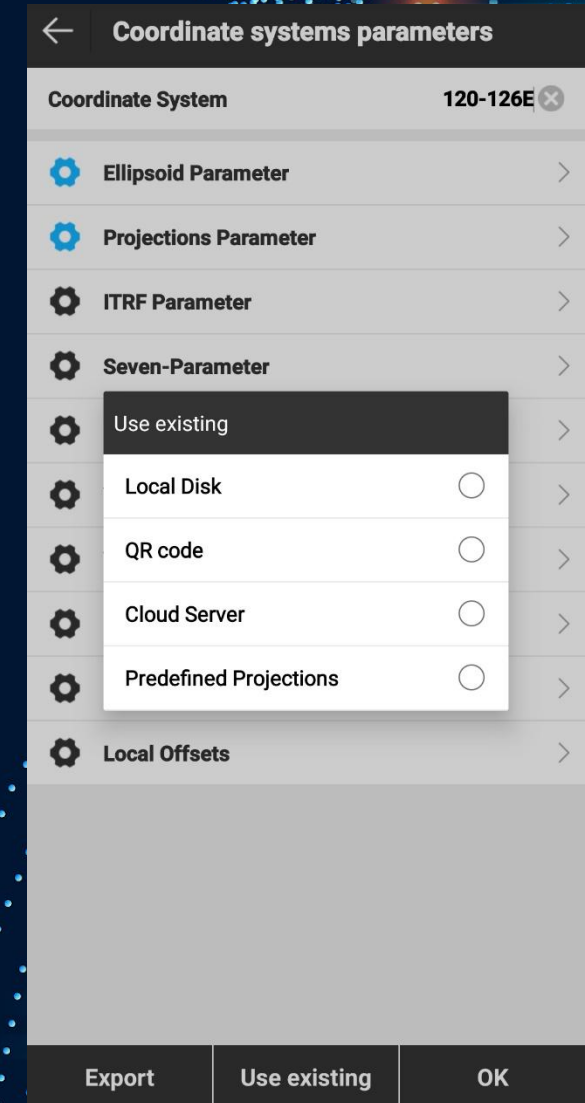 Coordinate systems parameters
Coordinate System 120-126E
Ellipsoid Parameter
Projections Parameter
ITRF Parameter
Seven-Parameter
Use existing
Local Disk
QR code
Cloud Server
Predefined Projections
Local Offsets
Export Use existing OK